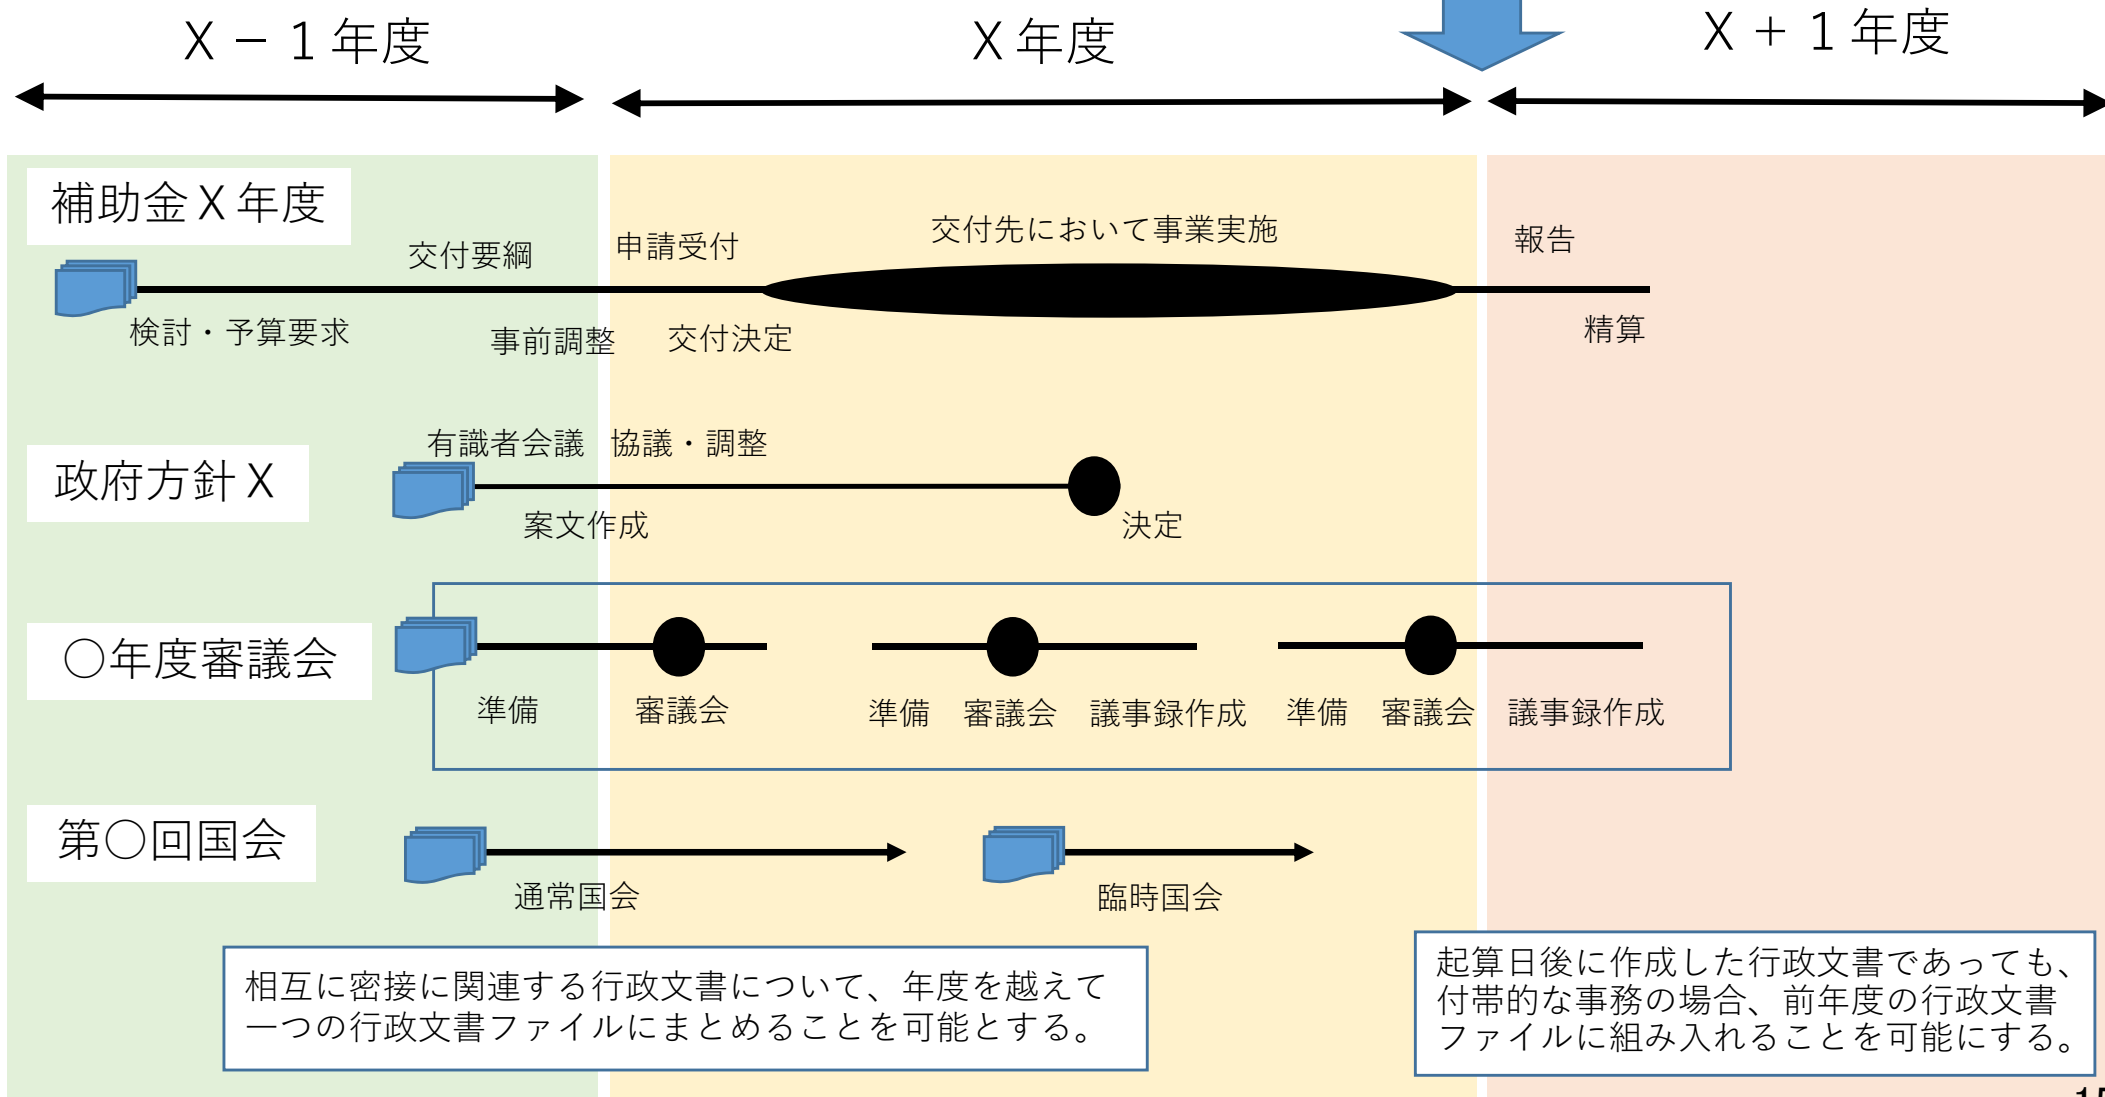 X－1年度
X年度
X＋1年度
補助金X年度
交付要綱
申請受付
交付先において事業実施
報告
検討・予算要求
事前調整
交付決定
精算
有識者会議
協議・調整
政府方針X
案文作成
決定
○年度審議会
準備
審議会
準備
審議会
議事録作成
準備
審議会
議事録作成
第○回国会
通常国会
臨時国会
相互に密接に関連する行政文書について、年度を越えて
一つの行政文書ファイルにまとめることを可能とする。
起算日後に作成した行政文書であっても、
付帯的な事務の場合、前年度の行政文書
ファイルに組み入れることを可能にする。